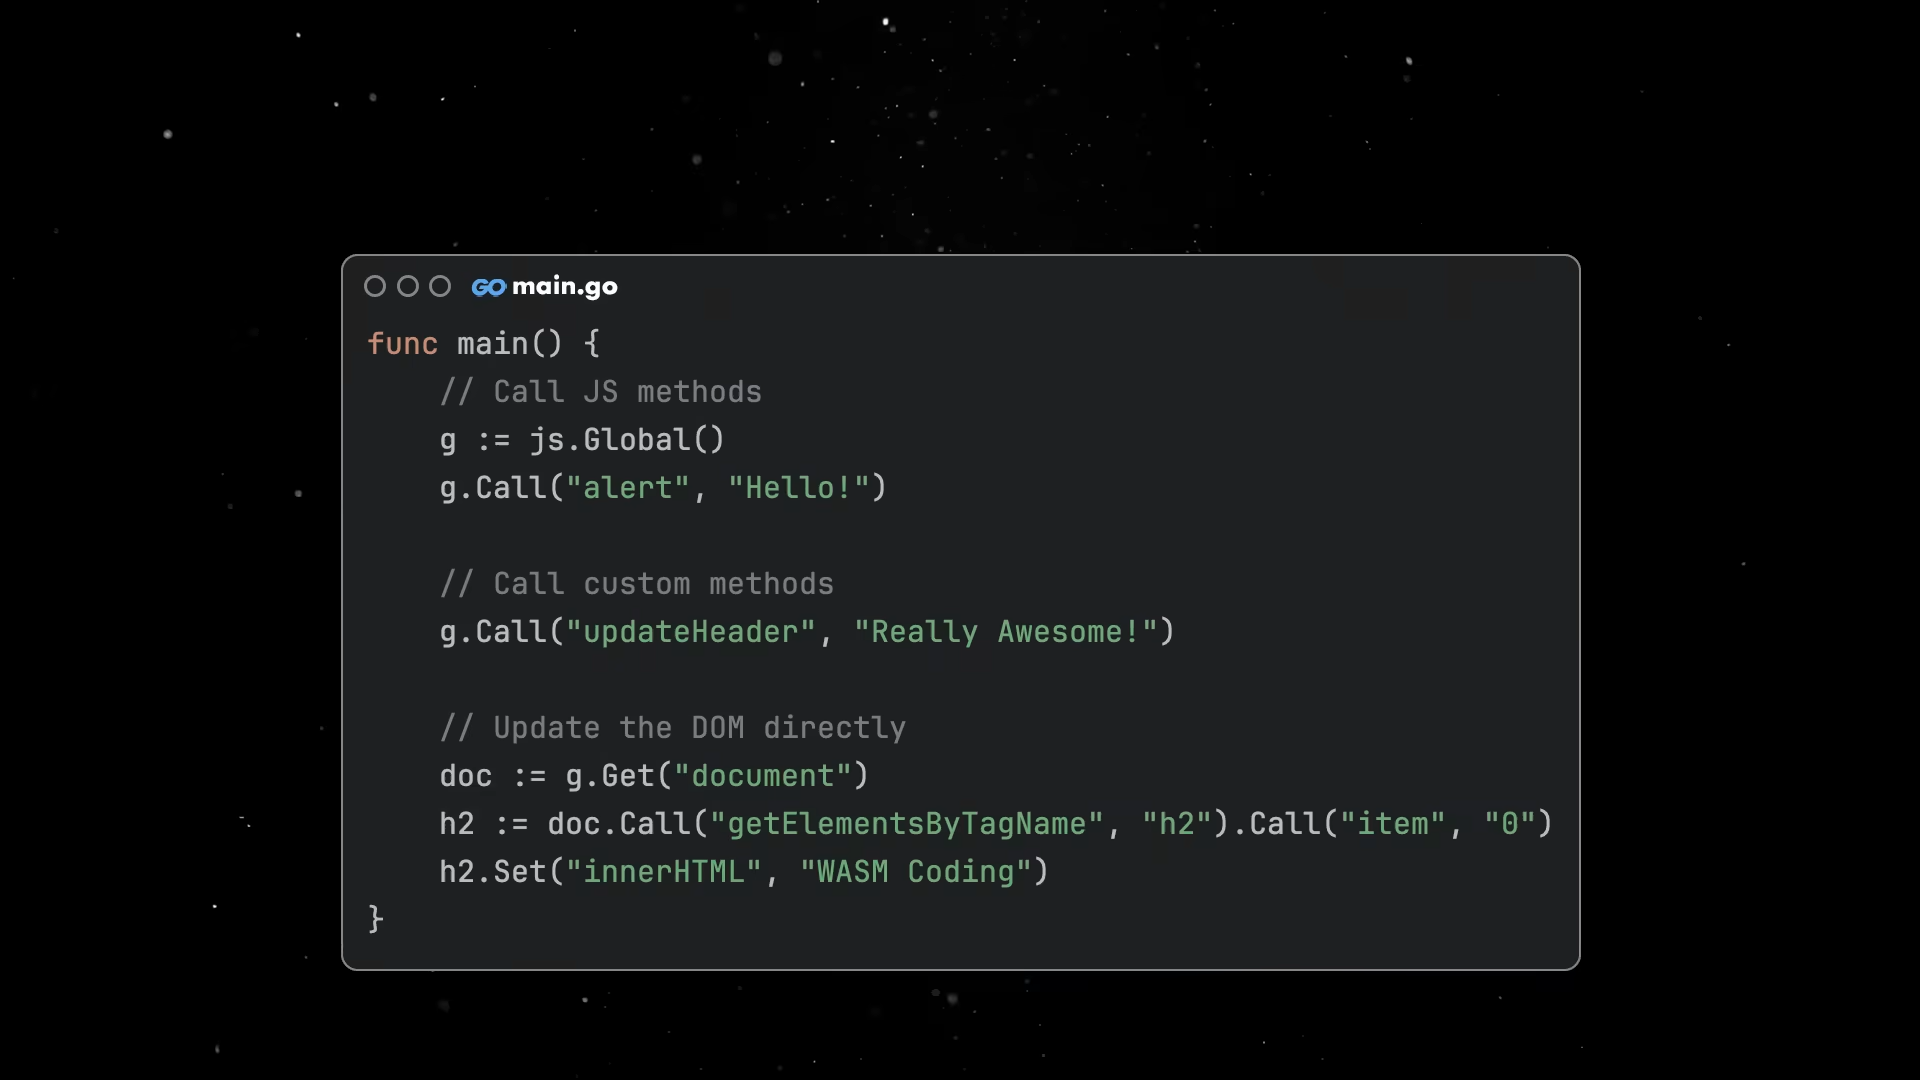 GO main.go
func main() {
    // Call JS methods
    g := js.Global()
    g.Call("alert", "Hello!")

    // Call custom methods
    g.Call("updateHeader", "Really Awesome!")

    // Update the DOM directly
    doc := g.Get("document")
    h2 := doc.Call("getElementsByTagName", "h2").Call("item", "0")
    h2.Set("innerHTML", "WASM Coding")
}